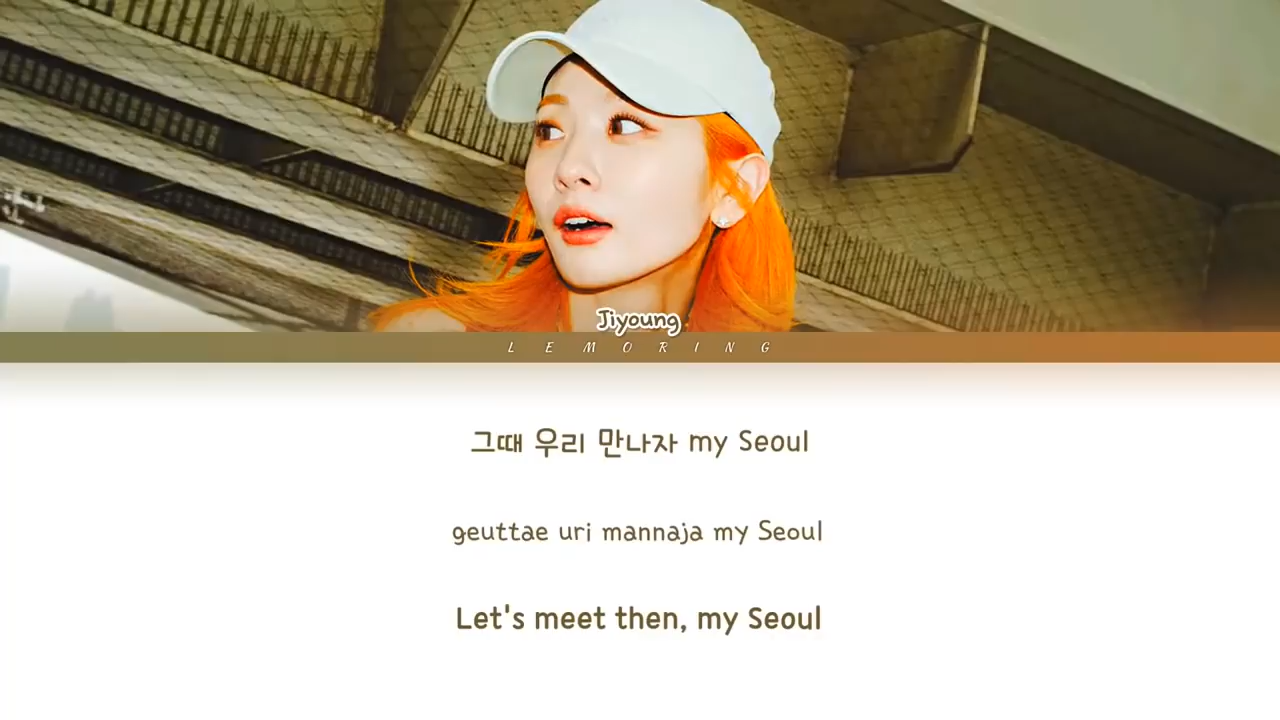 Jiyoung
LEMORING
그때 우리 만나자 my Seoul
geuttae uri mannaja my Seoul
Let's meet then, my Seoul